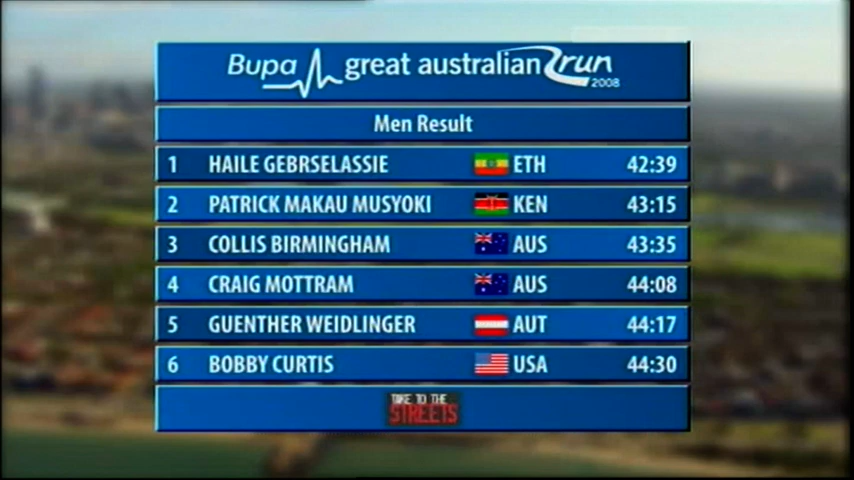 Bupa great australian run
2008
Men Result
1 HAILE GEBRSELASSIE ETH 42:39
2 PATRICK MAKAU MUSYOKI KEN 43:15
3 COLLIS BIRMINGHAM AUS 43:35
4 CRAIG MOTTRAM AUS 44:08
5 GUENTHER WEIDLINGER AUT 44:17
6 BOBBY CURTIS USA 44:30
TAKE TO THE...
STREETS